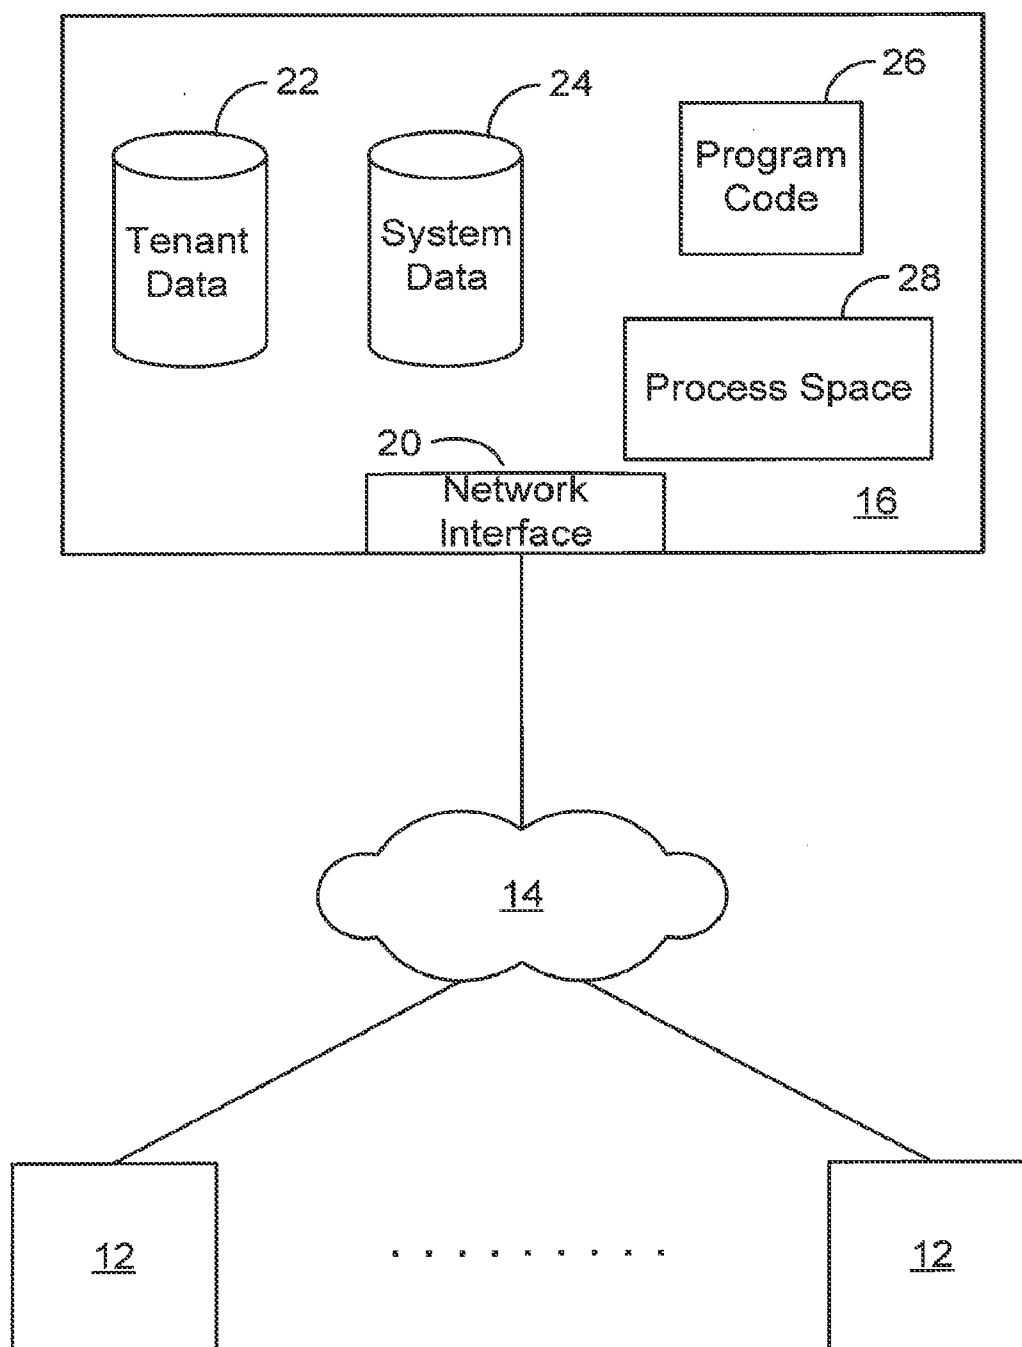 22
24
26
Tenant
Data
System
Data
Program
Code
28
Process Space
20
Network
Interface
16
14
12
12